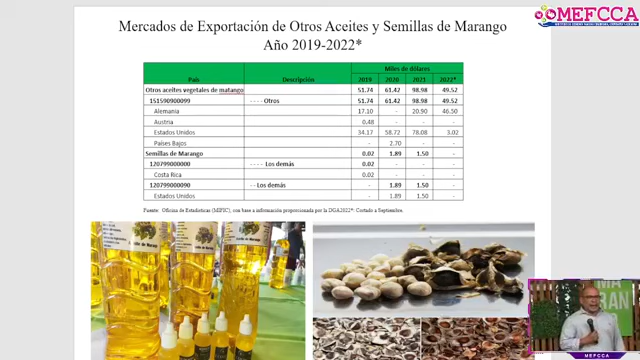 MEFCCA
Mercados de Exportación de Otros Aceites y Semillas de Marango
Año 2019-2022*
País Descripción Miles de dólares
2019 2020 2021 2022*
Otros aceites vegetales de matango 51.74 61.42 98.98 49.52
151590900099 - - - - Otros 51.74 61.42 98.98 49.52
Alemania 17.10 - 20.90 46.50
Austria 0.48 - - -
Estados Unidos 34.17 58.72 78.08 3.02
Países Bajos - 2.70 - -
Semillas de Marango 0.02 1.89 1.50 -
120799000000 - - - Los demás 0.02 - - -
Costa Rica 0.02 - - -
120799000090 - - Los demás - 1.89 1.50 -
Estados Unidos - 1.89 1.50 -
Fuente: Oficina de Estadísticas (MIFIC), con base a información proporsionada por la DGA2022*: Cortado a Septiembre.
Aceite de Marango
MA
RAN
MEFCCA